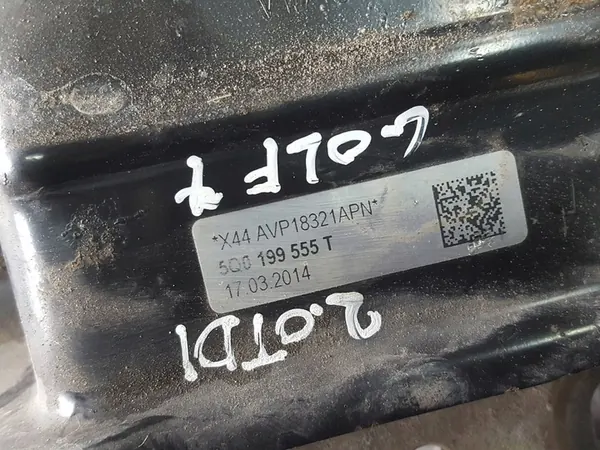 GOLF 7
*X44 AVP18321APN*
5Q0 199 555 T
17.03.2014
2.0TDI